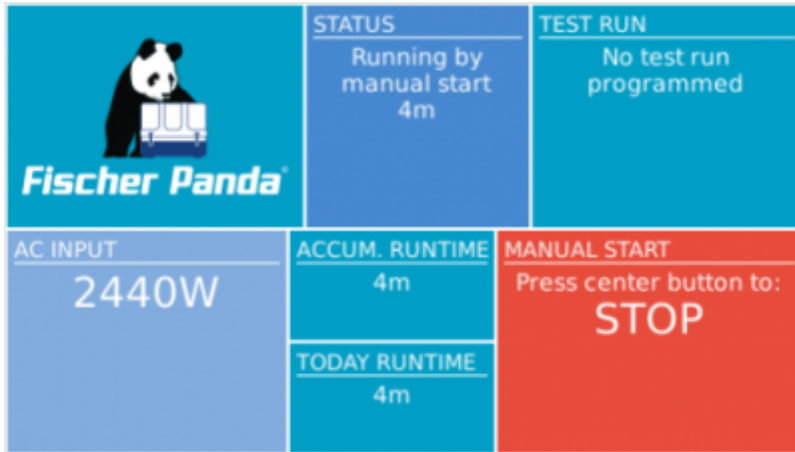 STATUS
Running by
manual start
4m
TEST RUN
No test run
programmed
Fischer Panda®
AC INPUT
2440W
ACCUM. RUNTIME
4m
TODAY RUNTIME
4m
MANUAL START
Press center button to:
STOP